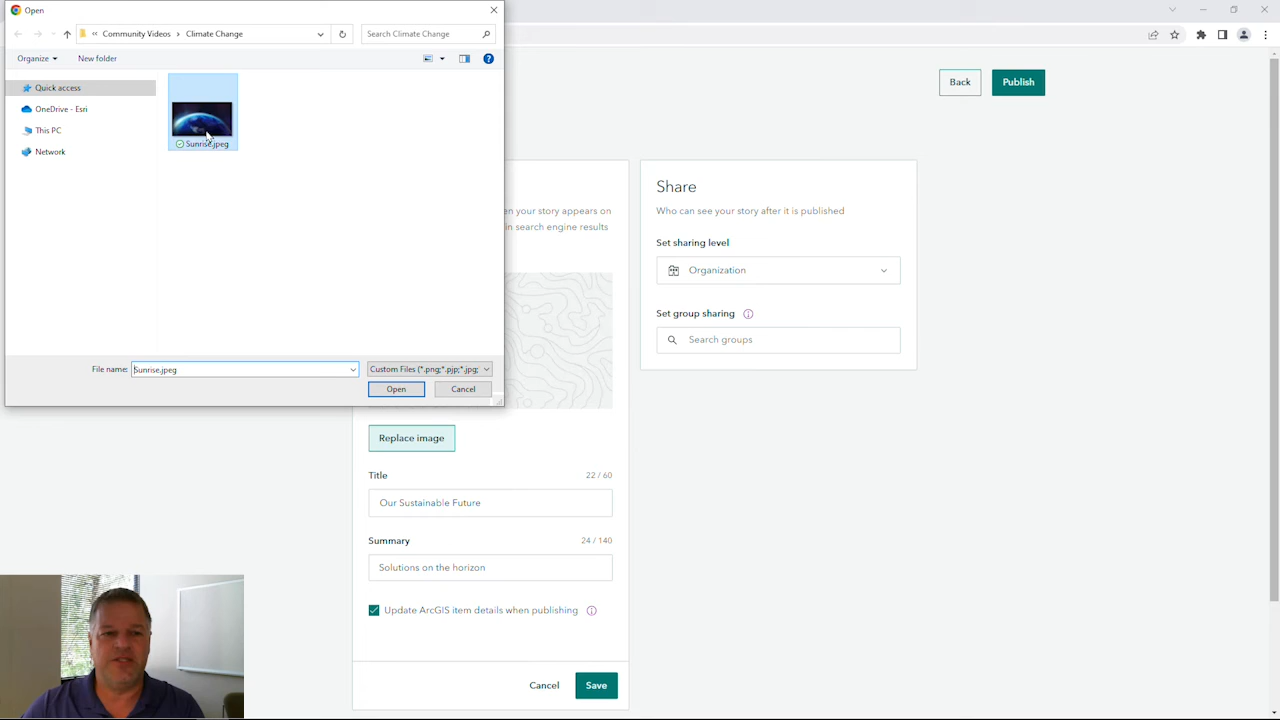 Open
« Community Videos > Climate Change
Search Climate Change
Organize
New folder
Quick access
OneDrive - Esri
This PC
Network
Sunrise.jpeg
File name:
Sunrise.jpeg
Custom Files (*.png;*.pjp;*.jpg;
Open
Cancel
Back
Publish
en your story appears on
in search engine results
Replace image
Title
22 / 60
Our Sustainable Future
Summary
24 / 140
Solutions on the horizon
Update ArcGIS item details when publishing
Cancel
Save
Share
Who can see your story after it is published
Set sharing level
Organization
Set group sharing
Search groups